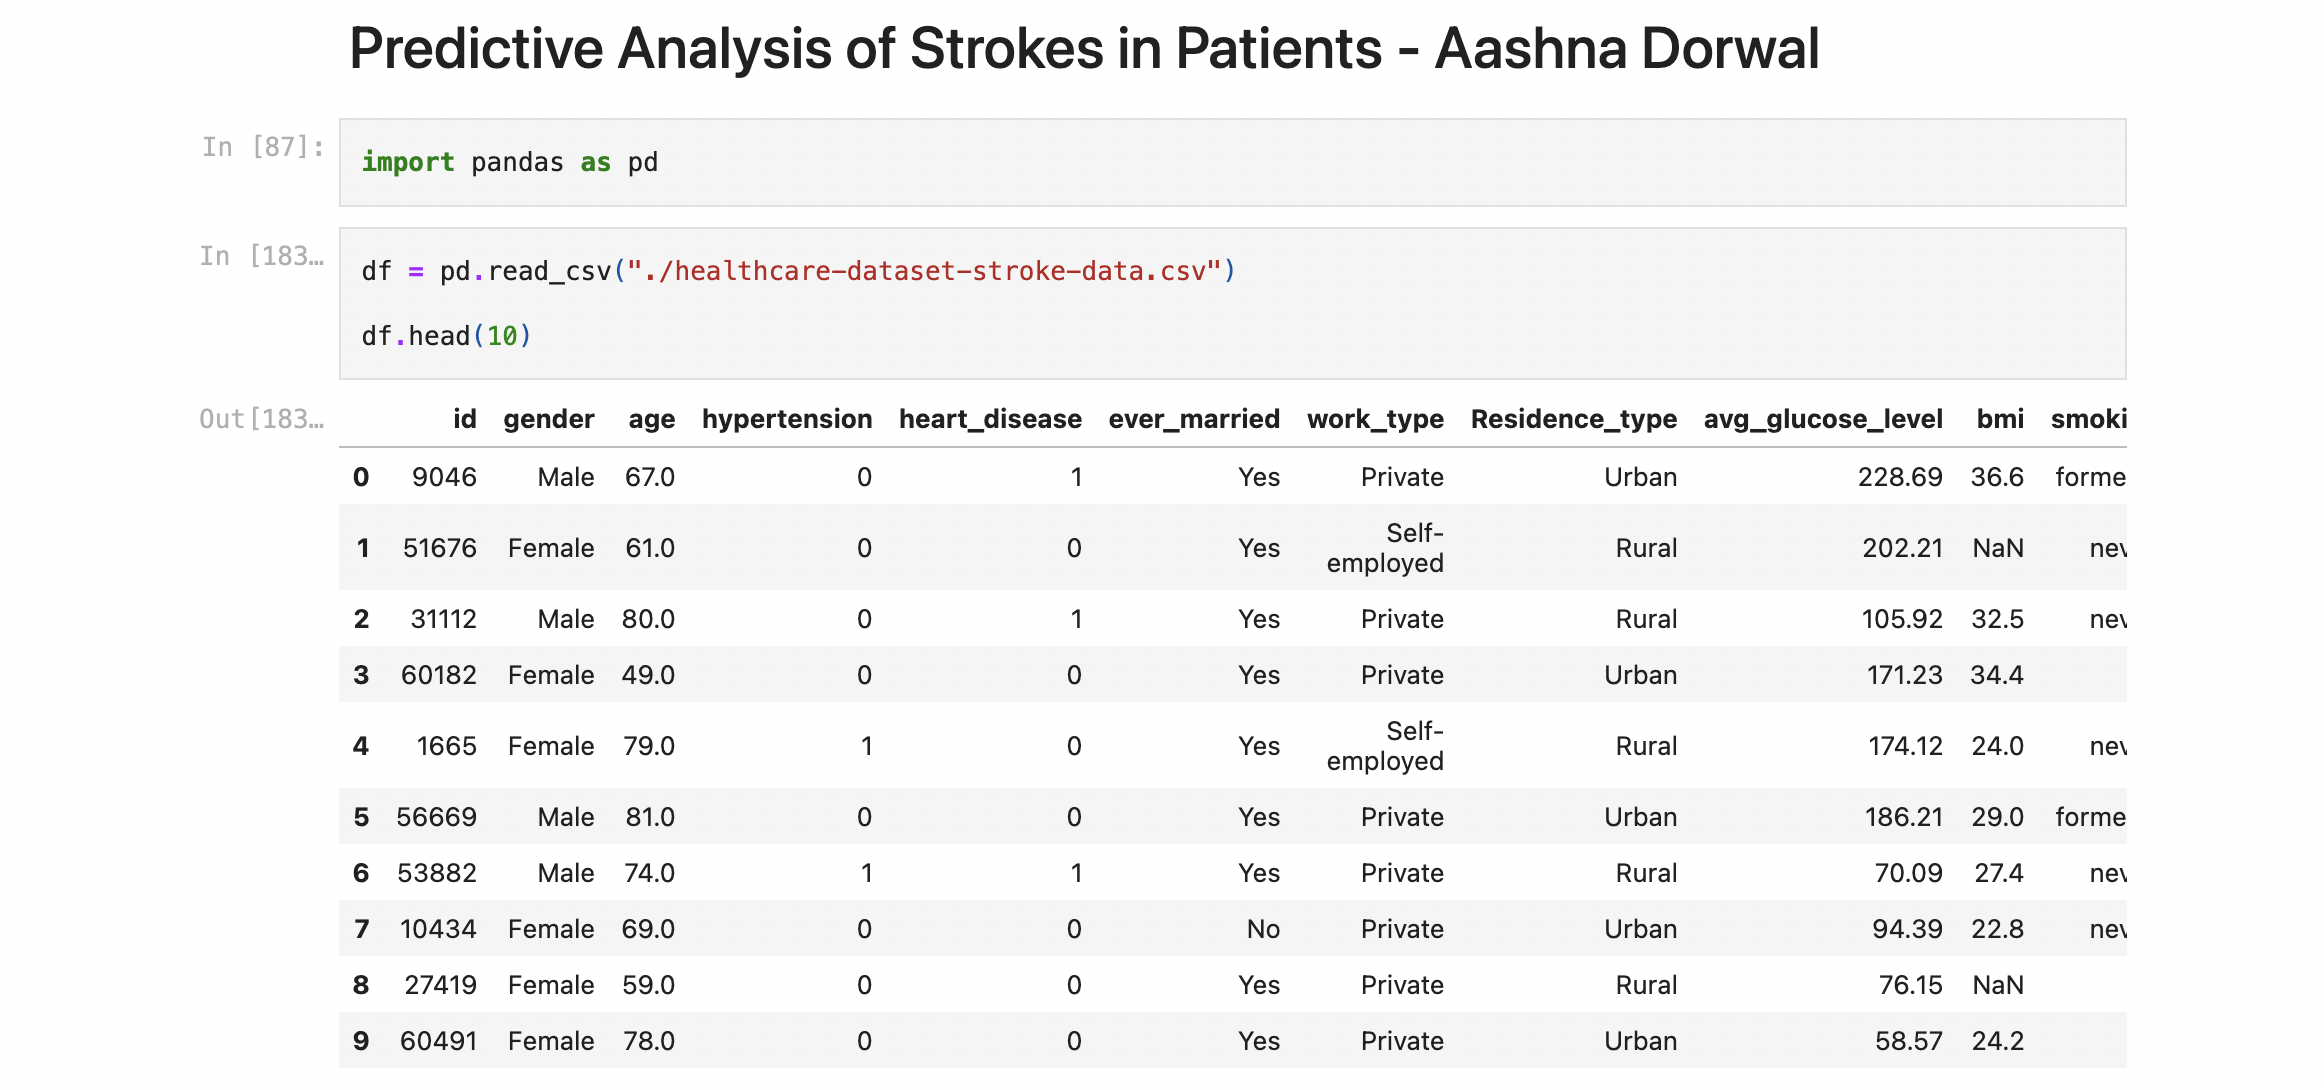 Predictive Analysis of Strokes in Patients - Aashna Dorwal
In [87]:
import pandas as pd
In [183…
df = pd.read_csv("./healthcare-dataset-stroke-data.csv")
df.head(10)
Out[183…
id gender age hypertension heart_disease ever_married work_type Residence_type avg_glucose_level bmi smoki
0 9046 Male 67.0 0 1 Yes Private Urban 228.69 36.6 forme
1 51676 Female 61.0 0 0 Yes Self-employed Rural 202.21 NaN nev
2 31112 Male 80.0 0 1 Yes Private Rural 105.92 32.5 nev
3 60182 Female 49.0 0 0 Yes Private Urban 171.23 34.4
4 1665 Female 79.0 1 0 Yes Self-employed Rural 174.12 24.0 nev
5 56669 Male 81.0 0 0 Yes Private Urban 186.21 29.0 forme
6 53882 Male 74.0 1 1 Yes Private Rural 70.09 27.4 nev
7 10434 Female 69.0 0 0 No Private Urban 94.39 22.8 nev
8 27419 Female 59.0 0 0 Yes Private Rural 76.15 NaN
9 60491 Female 78.0 0 0 Yes Private Urban 58.57 24.2